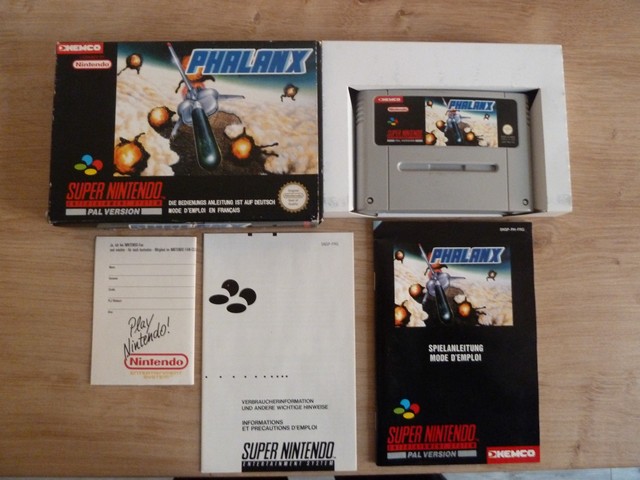 KEMCO
Nintendo
PHALANX
SUPER NINTENDO
ENTERTAINMENT SYSTEM
PAL VERSION
DIE BEDIENUNGSANLEITUNG IST AUF DEUTSCH
MODE D'EMPLOI EN FRANÇAIS
KEMCO
Nintendo
PHALANX
SUPER NINTENDO
Play
Nintendo!
Nintendo
VERBRAUCHERINFORMATION
UND ANDERE WICHTIGE HINWEISE
INFORMATIONS
ET PRECAUTIONS D'EMPLOI
SUPER NINTENDO
ENTERTAINMENT SYSTEM
PHALANX
SPIELANLEITUNG
MODE D'EMPLOI
SUPER NINTENDO
ENTERTAINMENT SYSTEM
PAL VERSION
KEMCO